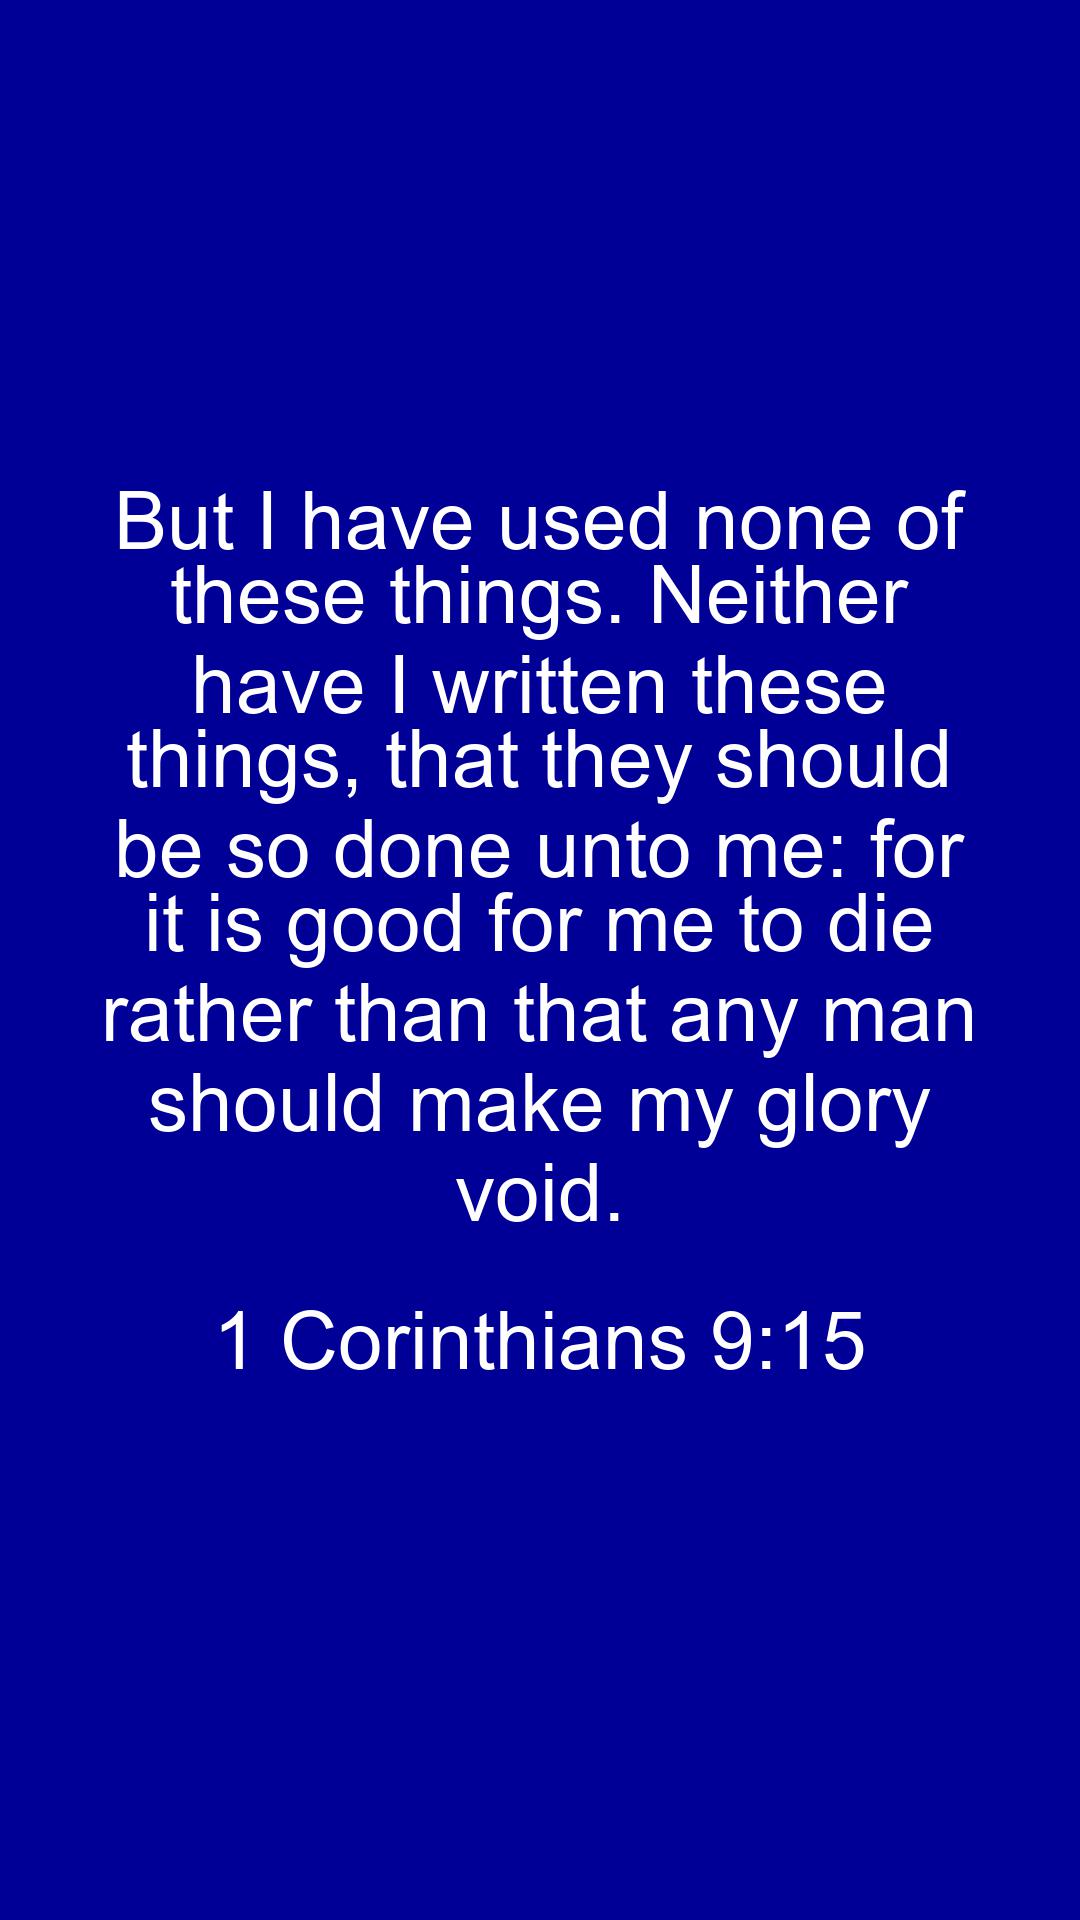 But I have used none of
these things. Neither
have I written these
things, that they should
be so done unto me: for
it is good for me to die
rather than that any man
should make my glory
void.
1 Corinthians 9:15